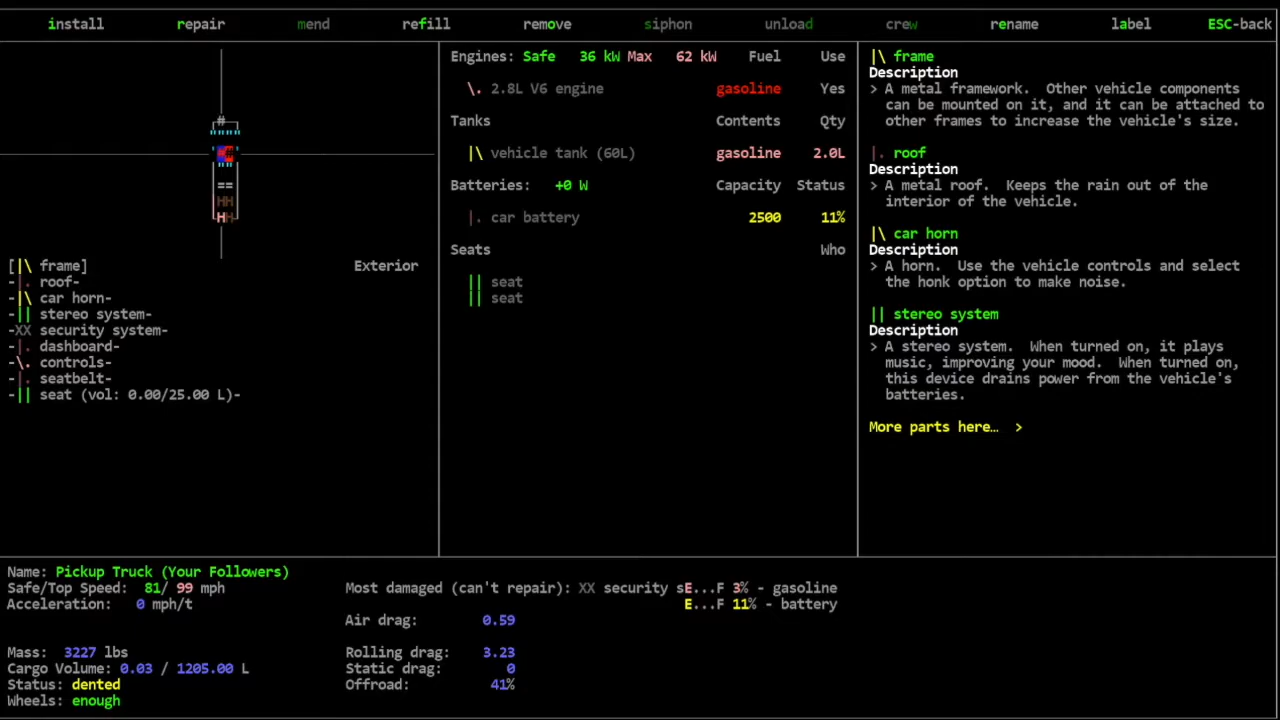 install repair mend refill remove siphon unload crew rename label ESC-back
Engines: Safe 36 kW Max 62 kW Fuel Use
\. 2.8L V6 engine gasoline Yes
Tanks Contents Qty
|\ vehicle tank (60L) gasoline 2.0L
Batteries: +0 W Capacity Status
|. car battery 2500 11%
Seats Who
|| seat
|| seat
#
==
HH
HH
[|\ frame] Exterior
-|. roof-
-|\ car horn-
-|| stereo system-
-XX security system-
-|. dashboard-
-\. controls-
-|. seatbelt-
-|| seat (vol: 0.00/25.00 L)-
|\ frame
Description
> A metal framework. Other vehicle components
can be mounted on it, and it can be attached to
other frames to increase the vehicle's size.
|. roof
Description
> A metal roof. Keeps the rain out of the
interior of the vehicle.
|\ car horn
Description
> A horn. Use the vehicle controls and select
the honk option to make noise.
|| stereo system
Description
> A stereo system. When turned on, it plays
music, improving your mood. When turned on,
this device drains power from the vehicle's
batteries.
More parts here… >
Name: Pickup Truck (Your Followers)
Safe/Top Speed: 81/ 99 mph
Acceleration: 0 mph/t
Mass: 3227 lbs
Cargo Volume: 0.03 / 1205.00 L
Status: dented
Wheels: enough
Most damaged (can't repair): XX security sE...F 3% - gasoline
E...F 11% - battery
Air drag: 0.59
Rolling drag: 3.23
Static drag: 0
Offroad: 41%